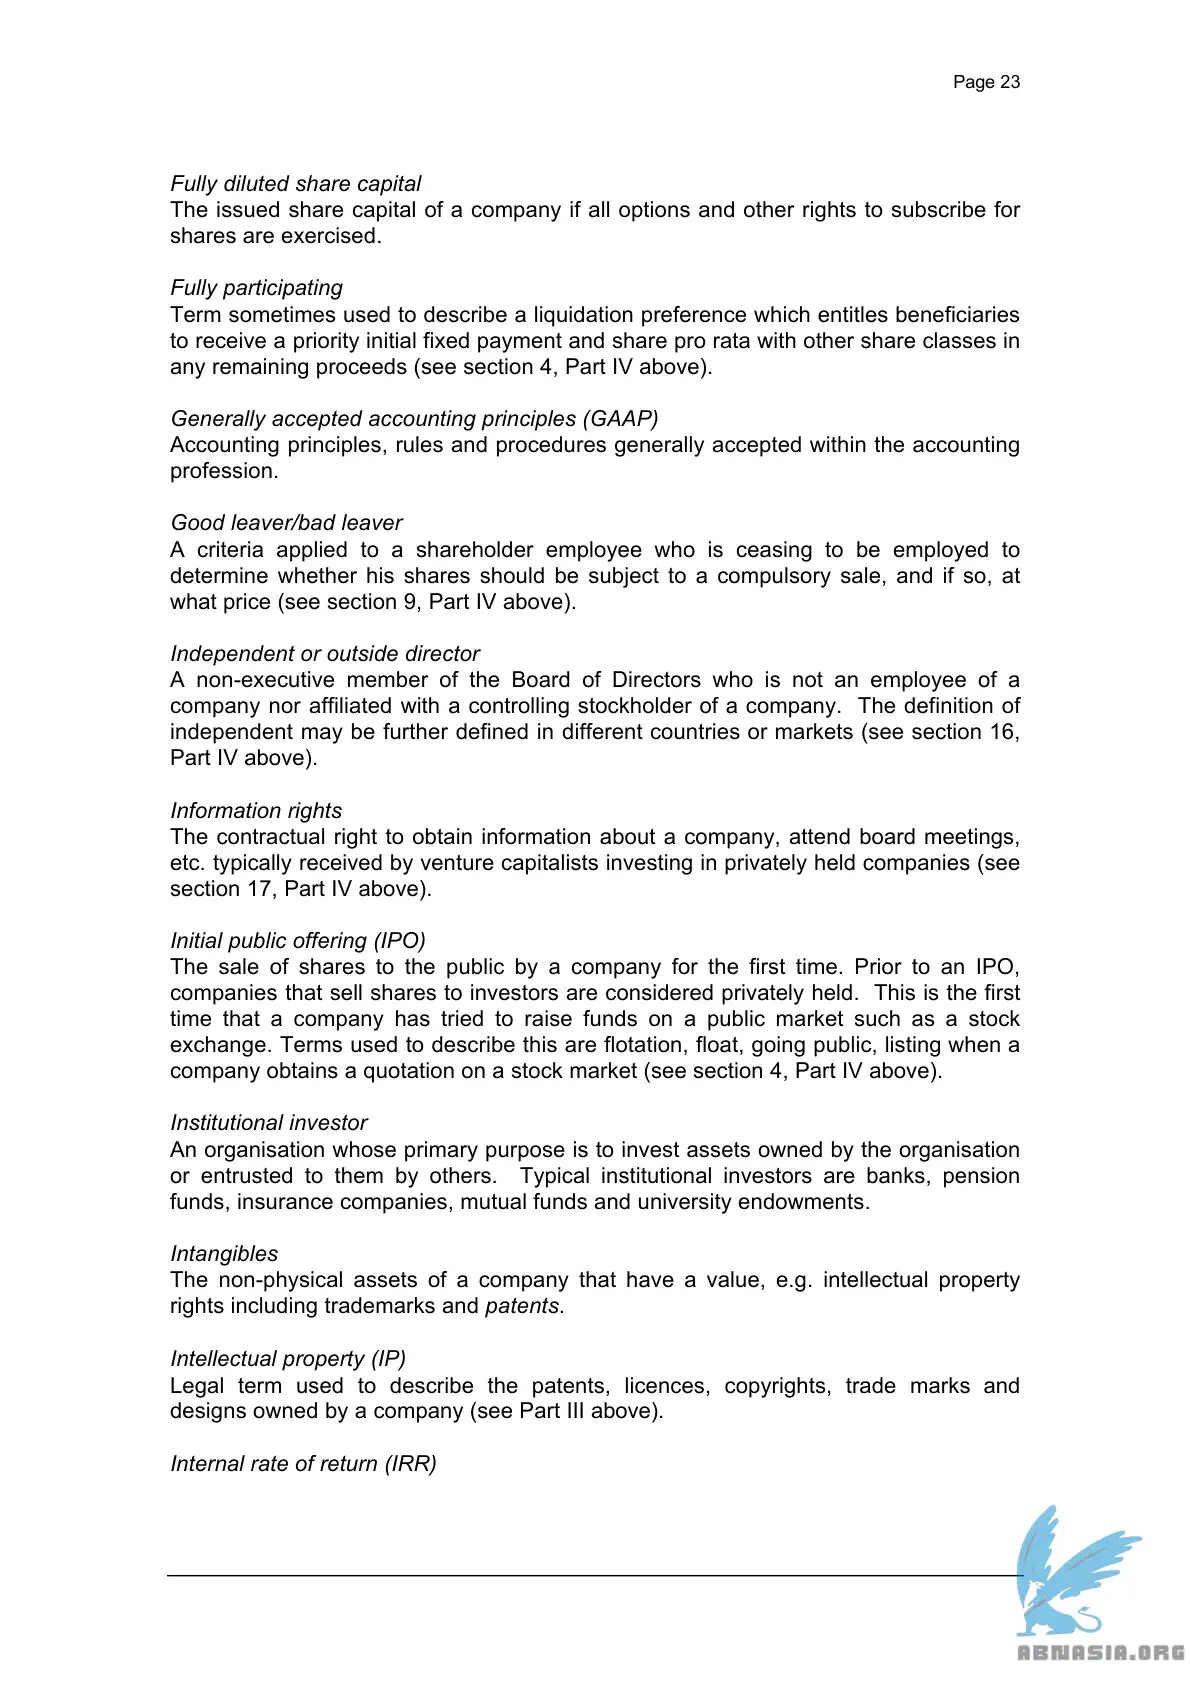 Page 23
Fully diluted share capital
The issued share capital of a company if all options and other rights to subscribe for
shares are exercised.
Fully participating
Term sometimes used to describe a liquidation preference which entitles beneficiaries
to receive a priority initial fixed payment and share pro rata with other share classes in
any remaining proceeds (see section 4, Part IV above).
Generally accepted accounting principles (GAAP)
Accounting principles, rules and procedures generally accepted within the accounting
profession.
Good leaver/bad leaver
A criteria applied to a shareholder employee who is ceasing to be employed to
determine whether his shares should be subject to a compulsory sale, and if so, at
what price (see section 9, Part IV above).
Independent or outside director
A non-executive member of the Board of Directors who is not an employee of a
company nor affiliated with a controlling stockholder of a company.  The definition of
independent may be further defined in different countries or markets (see section 16,
Part IV above).
Information rights
The contractual right to obtain information about a company, attend board meetings,
etc. typically received by venture capitalists investing in privately held companies (see
section 17, Part IV above).
Initial public offering (IPO)
The sale of shares to the public by a company for the first time. Prior to an IPO,
companies that sell shares to investors are considered privately held.  This is the first
time that a company has tried to raise funds on a public market such as a stock
exchange. Terms used to describe this are flotation, float, going public, listing when a
company obtains a quotation on a stock market (see section 4, Part IV above).
Institutional investor
An organisation whose primary purpose is to invest assets owned by the organisation
or entrusted to them by others.  Typical institutional investors are banks, pension
funds, insurance companies, mutual funds and university endowments.
Intangibles
The non-physical assets of a company that have a value, e.g. intellectual property
rights including trademarks and patents.
Intellectual property (IP)
Legal term used to describe the patents, licences, copyrights, trade marks and
designs owned by a company (see Part III above).
Internal rate of return (IRR)
ABNASIA.ORG